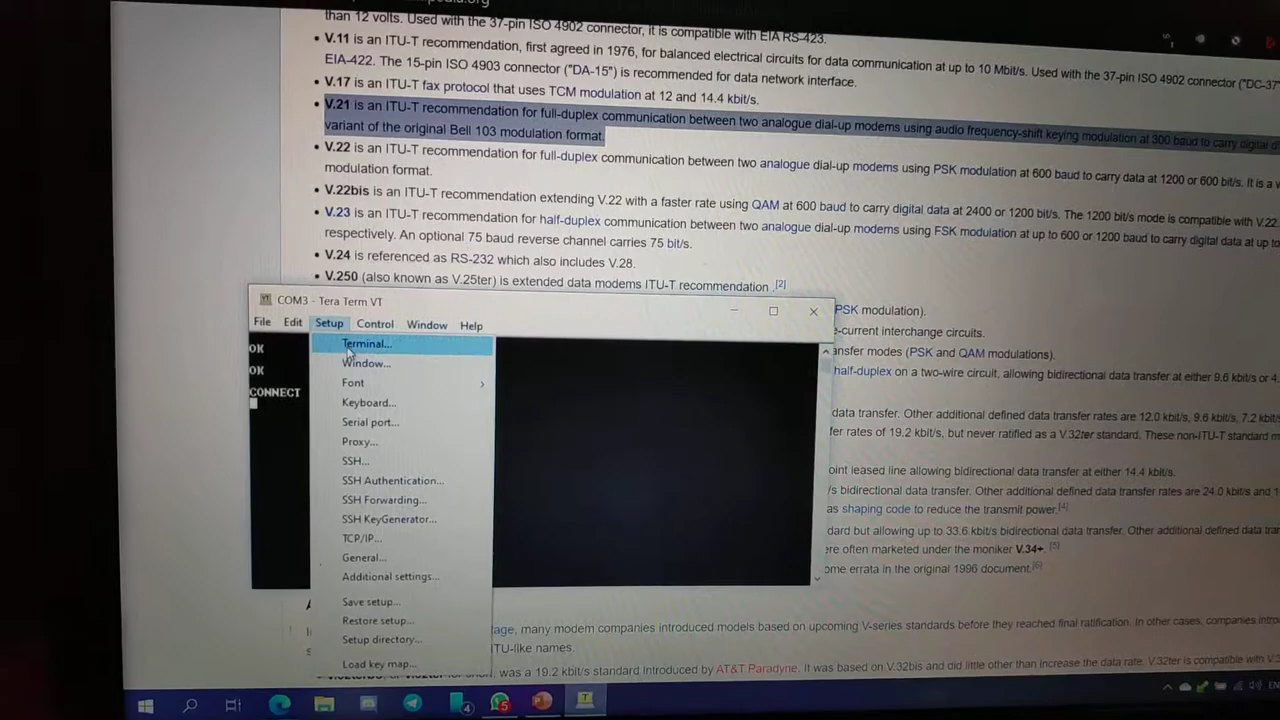 than 12 volts. Used with the 37-pin ISO 4902 connector, it is compatible with EIA RS-423.
• V.11 is an ITU-T recommendation, first agreed in 1976, for balanced electrical circuits for data communication at up to 10 Mbit/s. Used with the 37-pin ISO 4902 connector ("DC-37"
EIA-422. The 15-pin ISO 4903 connector ("DA-15") is recommended for data network interface.
• V.17 is an ITU-T fax protocol that uses TCM modulation at 12 and 14.4 kbit/s.
• V.21 is an ITU-T recommendation for full-duplex communication between two analogue dial-up modems using audio frequency-shift keying modulation at 300 baud to carry digital
variant of the original Bell 103 modulation format.
• V.22 is an ITU-T recommendation for full-duplex communication between two analogue dial-up modems using PSK modulation at 600 baud to carry data at 1200 or 600 bit/s. It is a
modulation format.
• V.22bis is an ITU-T recommendation extending V.22 with a faster rate using QAM at 600 baud to carry digital data at 2400 or 1200 bit/s. The 1200 bit/s mode is compatible with V.22.
• V.23 is an ITU-T recommendation for half-duplex communication between two analogue dial-up modems using FSK modulation at up to 600 or 1200 baud to carry digital data at up to
respectively. An optional 75 baud reverse channel carries 75 bit/s.
• V.24 is referenced as RS-232 which also includes V.28.
• V.250 (also known as V.25ter) is extended data modems ITU-T recommendation .[2]
COM3 - Tera Term VT
File Edit Setup Control Window Help
OK
OK
CONNECT
Terminal...
Window...
Font
Keyboard...
Serial port...
Proxy...
SSH...
SSH Authentication...
SSH Forwarding...
SSH KeyGenerator...
TCP/IP...
General...
Additional settings...
Save setup...
Restore setup...
Setup directory...
Load key map...
PSK modulation).
-current interchange circuits.
ansfer modes (PSK and QAM modulations).
half-duplex on a two-wire circuit, allowing bidirectional data transfer at either 9.6 kbit/s or
data transfer. Other additional defined data transfer rates are 12.0 kbit/s, 9.6 kbit/s, 7.2
fer rates of 19.2 kbit/s, but never ratified as a V.32ter standard. These non-ITU-T standard
oint leased line allowing bidirectional data transfer at either 14.4 kbit/s.
/s bidirectional data transfer. Other additional defined data transfer rates are 24.0 kbit/s and
as shaping code to reduce the transmit power.[4]
dard but allowing up to 33.6 kbit/s bidirectional data transfer. Other additional defined data
ere often marketed under the moniker V.34+. [5]
ome errata in the original 1996 document.[6]
tage, many modem companies introduced models based on upcoming V-series standards before they reached final ratification. In other cases, companies
ITU-like names.
was a 19.2 kbit/s standard introduced by AT&T Paradyne. It was based on V.32bis and did little other than increase the data rate. V.32ter is compatible with
4
5